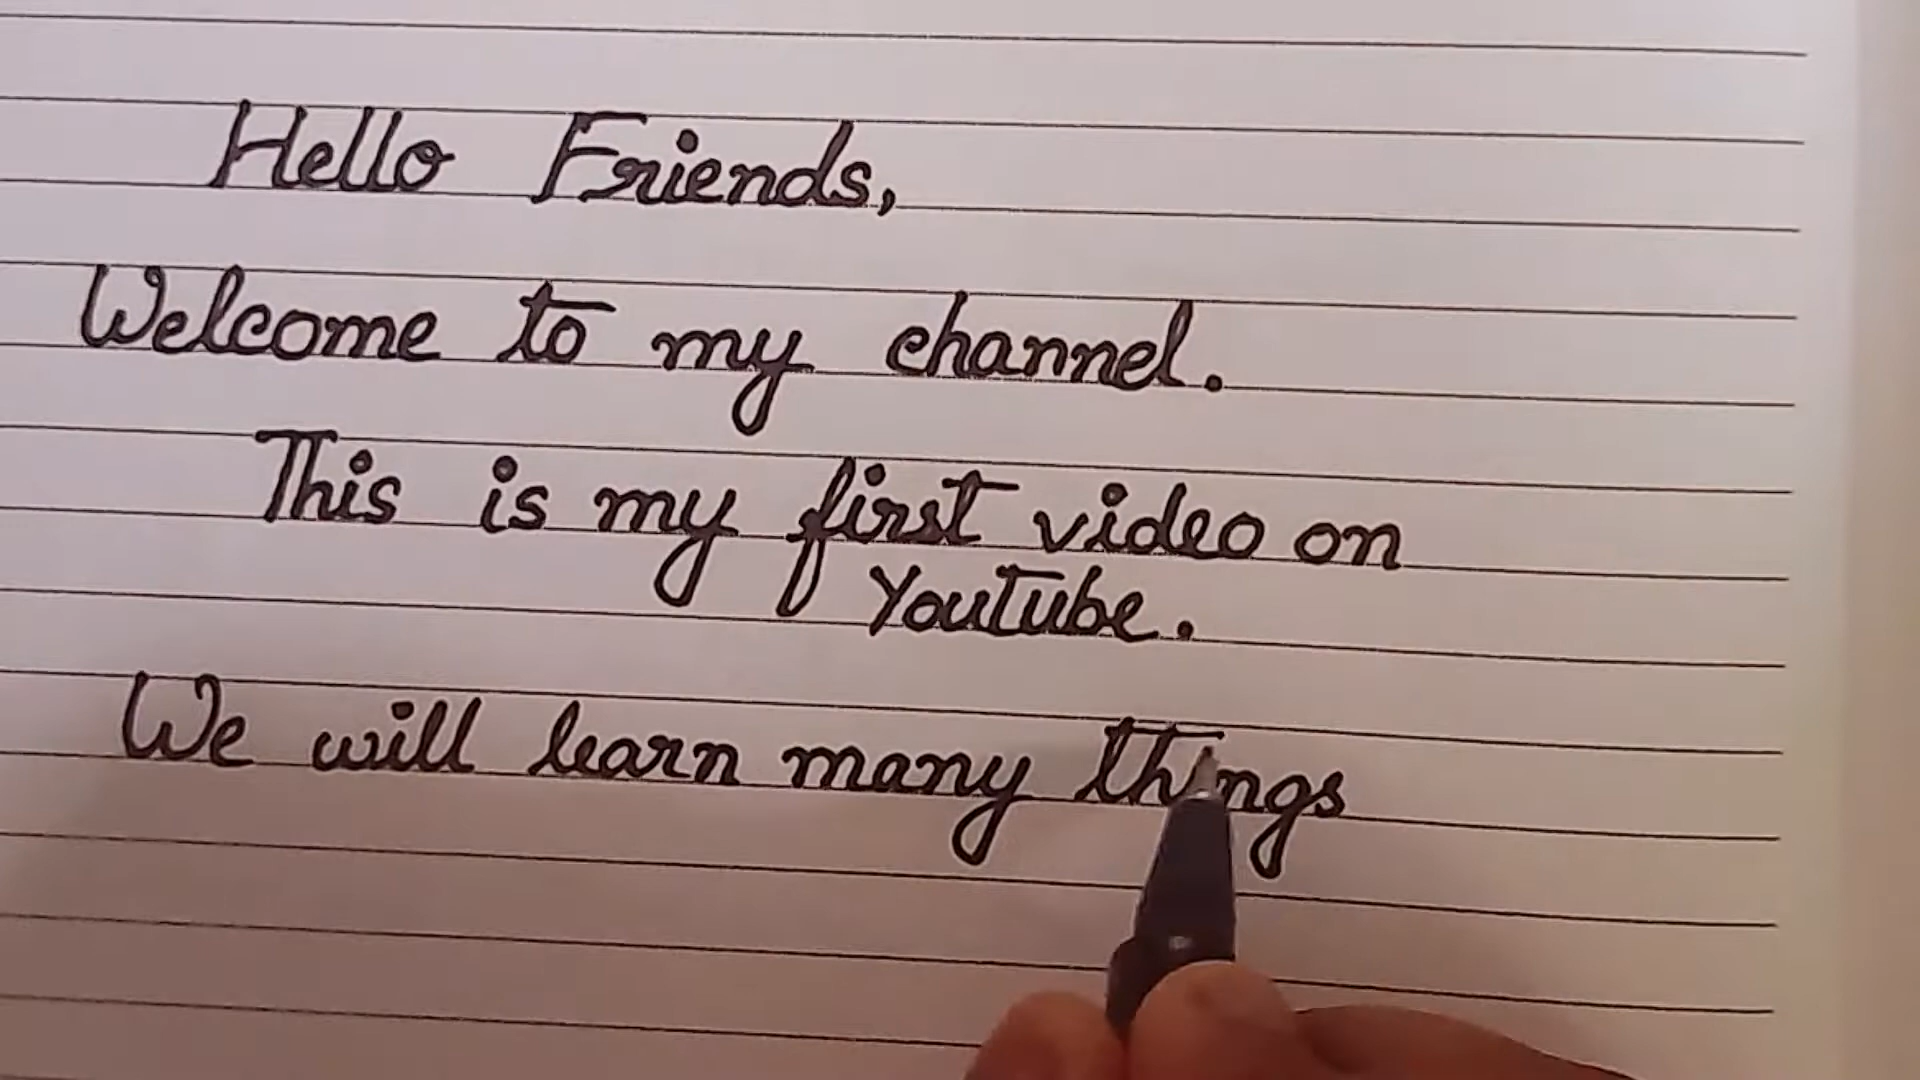 Hello Friends,
Welcome to my channel.
This is my first video on
Youtube.
We will learn many things